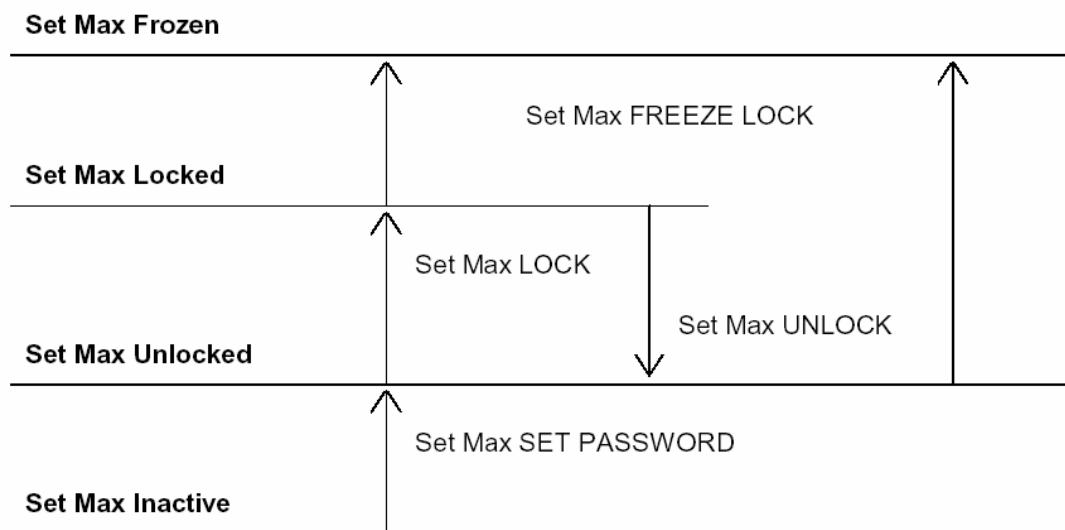 Set Max Frozen
Set Max FREEZE LOCK
Set Max Locked
Set Max LOCK
Set Max UNLOCK
Set Max Unlocked
Set Max SET PASSWORD
Set Max Inactive